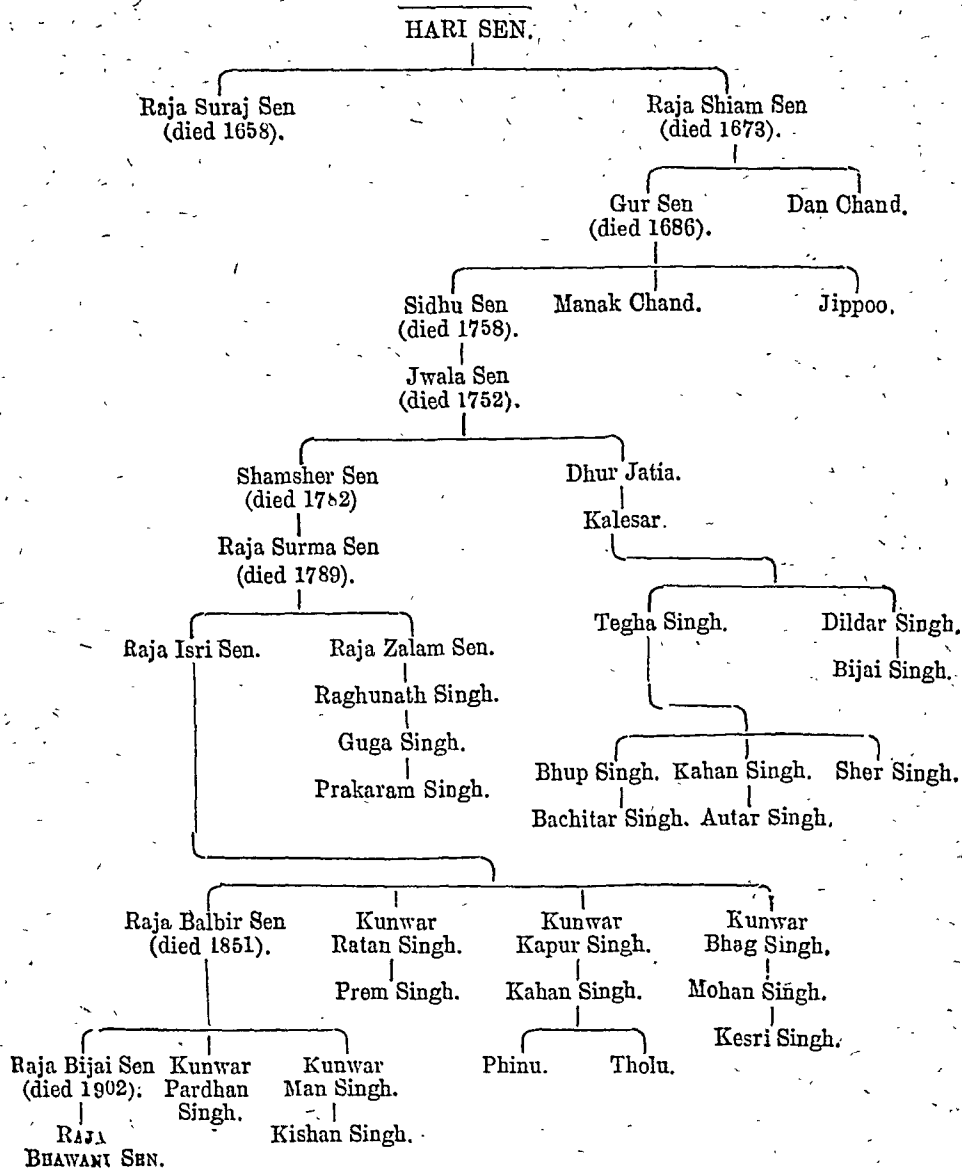 HARI SEN.
Raja Suraj Sen
(died 1658).
Raja Shiam Sen
(died 1673).
Gur Sen
(died 1686).
Dan Chand.
Sidhu Sen
(died 1758).
Manak Chand.
Jippoo.
Jwala Sen
(died 1752).
Shamsher Sen
(died 1782)
Dhur Jatia.
Kalesar.
Raja Surma Sen
(died 1789).
Tegha Singh.
Dildar Singh.
Raja Isri Sen.
Raja Zalam Sen.
Bijai Singh.
Raghunath Singh.
Guga Singh.
Prakaram Singh.
Bhup Singh.
Kahan Singh.
Sher Singh.
Bachitar Singh.
Autar Singh.
Raja Balbir Sen
(died 1851).
Kunwar
Ratan Singh.
Kunwar
Kapur Singh.
Kunwar
Bhag Singh.
Prem Singh.
Kahan Singh.
Mohan Singh.
Kesri Singh.
Raja Bijai Sen
(died 1902).
Kunwar
Pardhan
Singh.
Kunwar
Man Singh.
Phinu.
Tholu.
RAJA
BHAWANI SEN.
Kishan Singh.